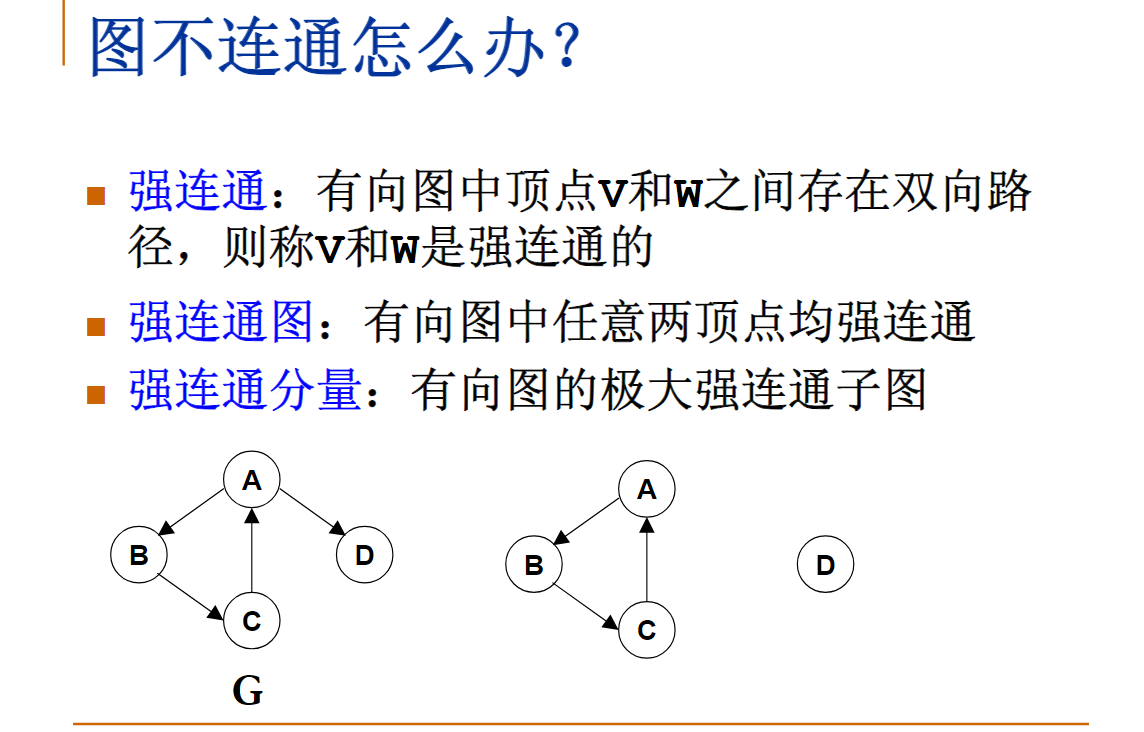 图不连通怎么办？
强连通：有向图中顶点V和W之间存在双向路
径，则称V和W是强连通的
强连通图：有向图中任意两顶点均强连通
强连通分量：有向图的极大强连通子图
A
B
D
C
G
A
B
C
D